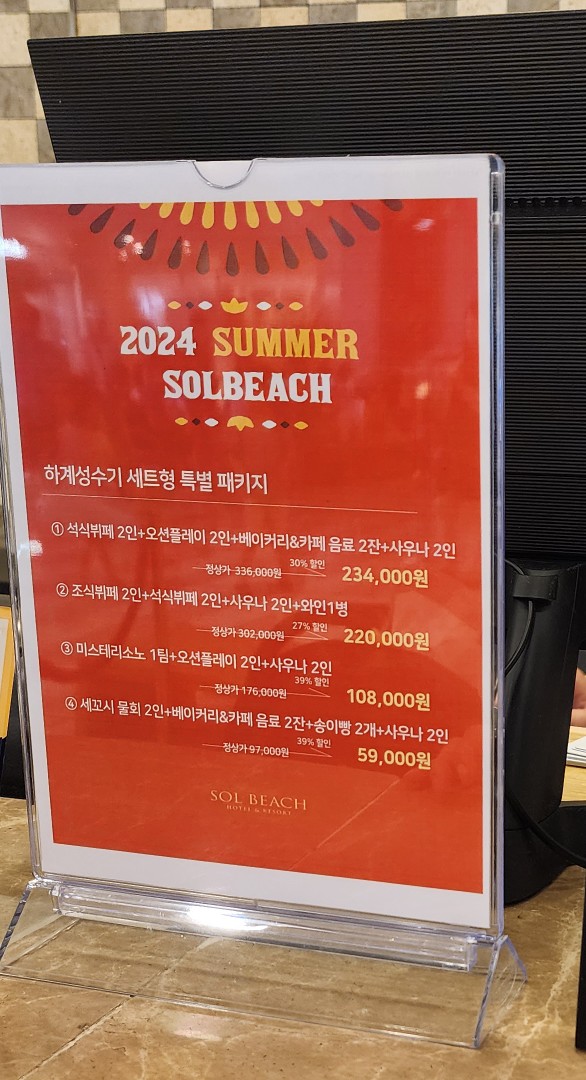 2024 SUMMER
SOLBEACH
하계성수기 세트형 특별 패키지
① 석식뷔페 2인+오션플레이 2인+베이커리&카페 음료 2잔+사우나 2인
정상가 336,000원 30% 할인 234,000원
② 조식뷔페 2인+석식뷔페 2인+사우나 2인+와인1병
정상가 302,000원 27% 할인 220,000원
③ 미스테리소노 1팀+오션플레이 2인+사우나 2인
정상가 176,000원 39% 할인 108,000원
④ 세꼬시 물회 2인+베이커리&카페 음료 2잔+송이빵 2개+사우나 2인
정상가 97,000원 39% 할인 59,000원
SOL BEACH
HOTEL & RESORT